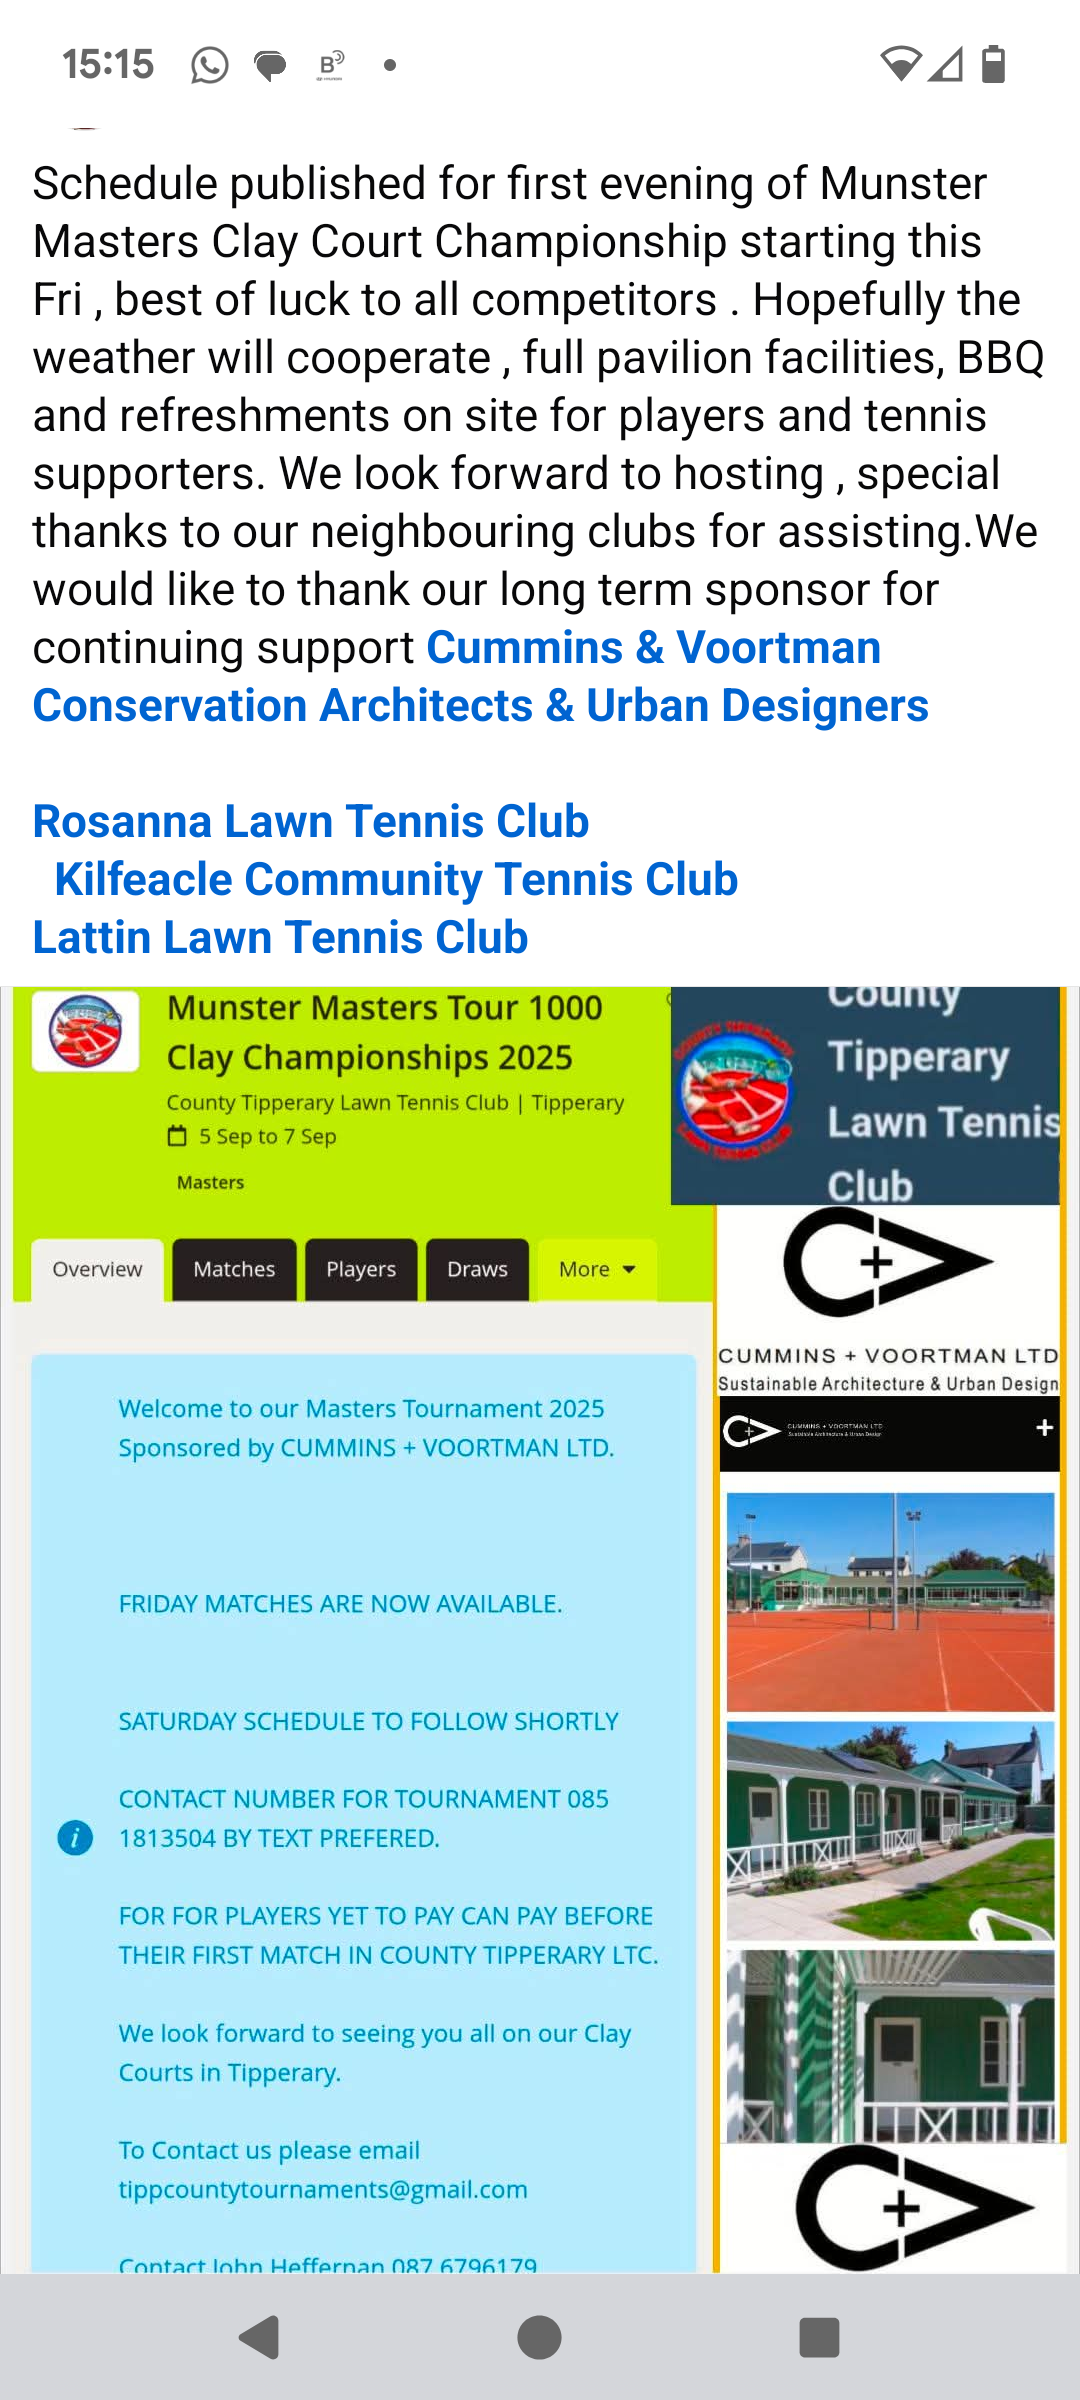 15:15
Schedule published for first evening of Munster
Masters Clay Court Championship starting this
Fri , best of luck to all competitors . Hopefully the
weather will cooperate , full pavilion facilities, BBQ
and refreshments on site for players and tennis
supporters. We look forward to hosting , special
thanks to our neighbouring clubs for assisting.We
would like to thank our long term sponsor for
continuing support Cummins & Voortman
Conservation Architects & Urban Designers
Rosanna Lawn Tennis Club
Kilfeacle Community Tennis Club
Lattin Lawn Tennis Club
Munster Masters Tour 1000
Clay Championships 2025
County Tipperary Lawn Tennis Club | Tipperary
5 Sep to 7 Sep
Masters
Overview Matches Players Draws More
Welcome to our Masters Tournament 2025
Sponsored by CUMMINS + VOORTMAN LTD.
FRIDAY MATCHES ARE NOW AVAILABLE.
SATURDAY SCHEDULE TO FOLLOW SHORTLY
CONTACT NUMBER FOR TOURNAMENT 085
1813504 BY TEXT PREFERED.
FOR FOR PLAYERS YET TO PAY CAN PAY BEFORE
THEIR FIRST MATCH IN COUNTY TIPPERARY LTC.
We look forward to seeing you all on our Clay
Courts in Tipperary.
To Contact us please email
tippcountytournaments@gmail.com
Contact John Heffernan 087 6796179
County
Tipperary
Lawn Tennis
Club
CUMMINS + VOORTMAN LTD
Sustainable Architecture & Urban Design
CUMMINS + VOORTMAN LTD
Sustainable Architecture & Urban Design